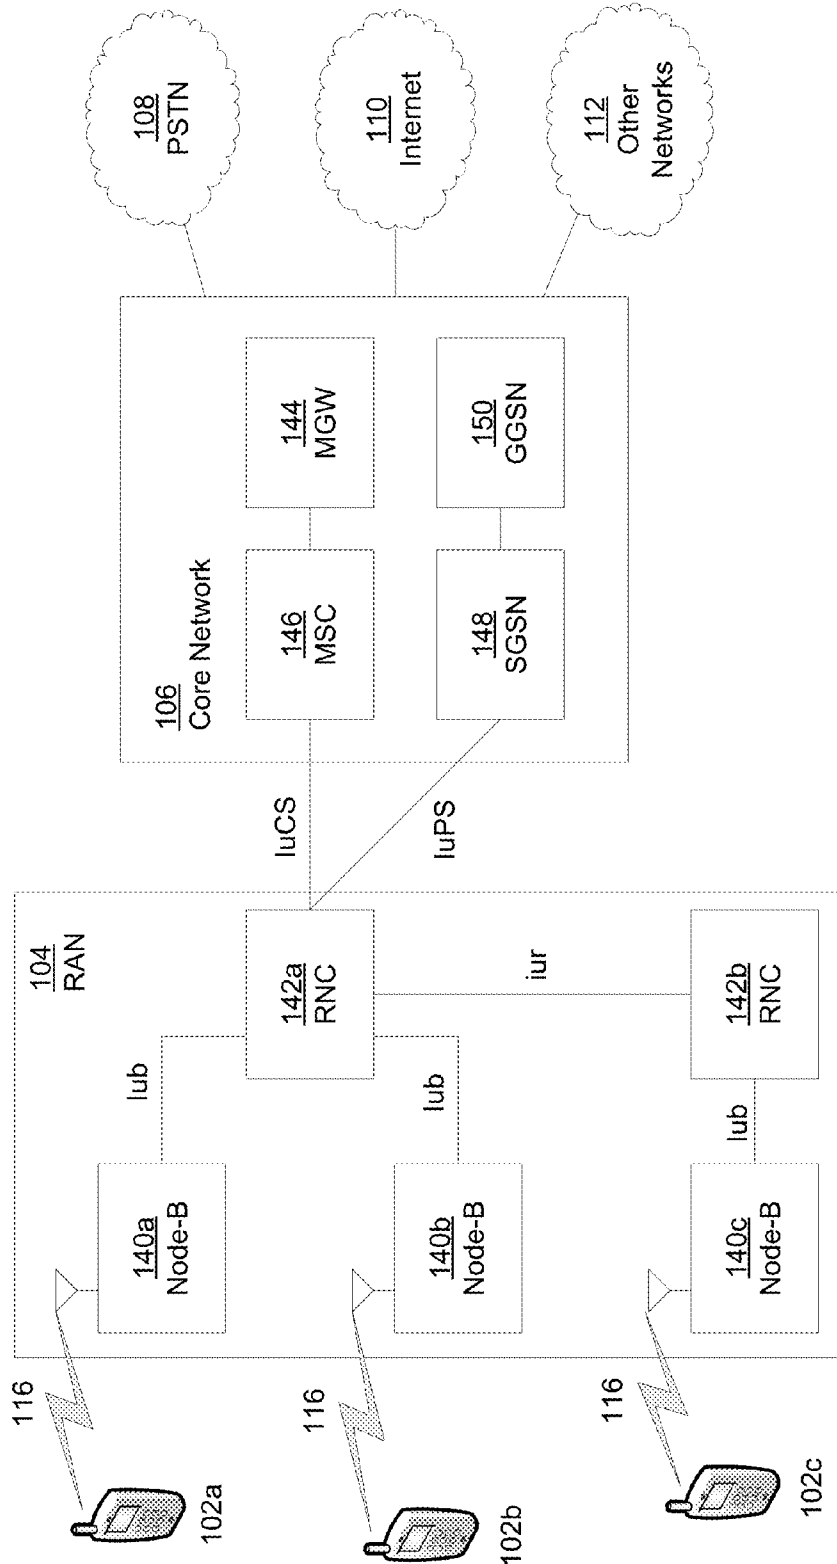 102a
116
140a
Node-B
Iub
104
RAN
102b
116
140b
Node-B
Iub
142a
RNC
102c
116
140c
Node-B
Iub
142b
RNC
iur
IuCS
IuPS
106
Core Network
146
MSC
144
MGW
148
SGSN
150
GGSN
108
PSTN
110
Internet
112
Other
Networks